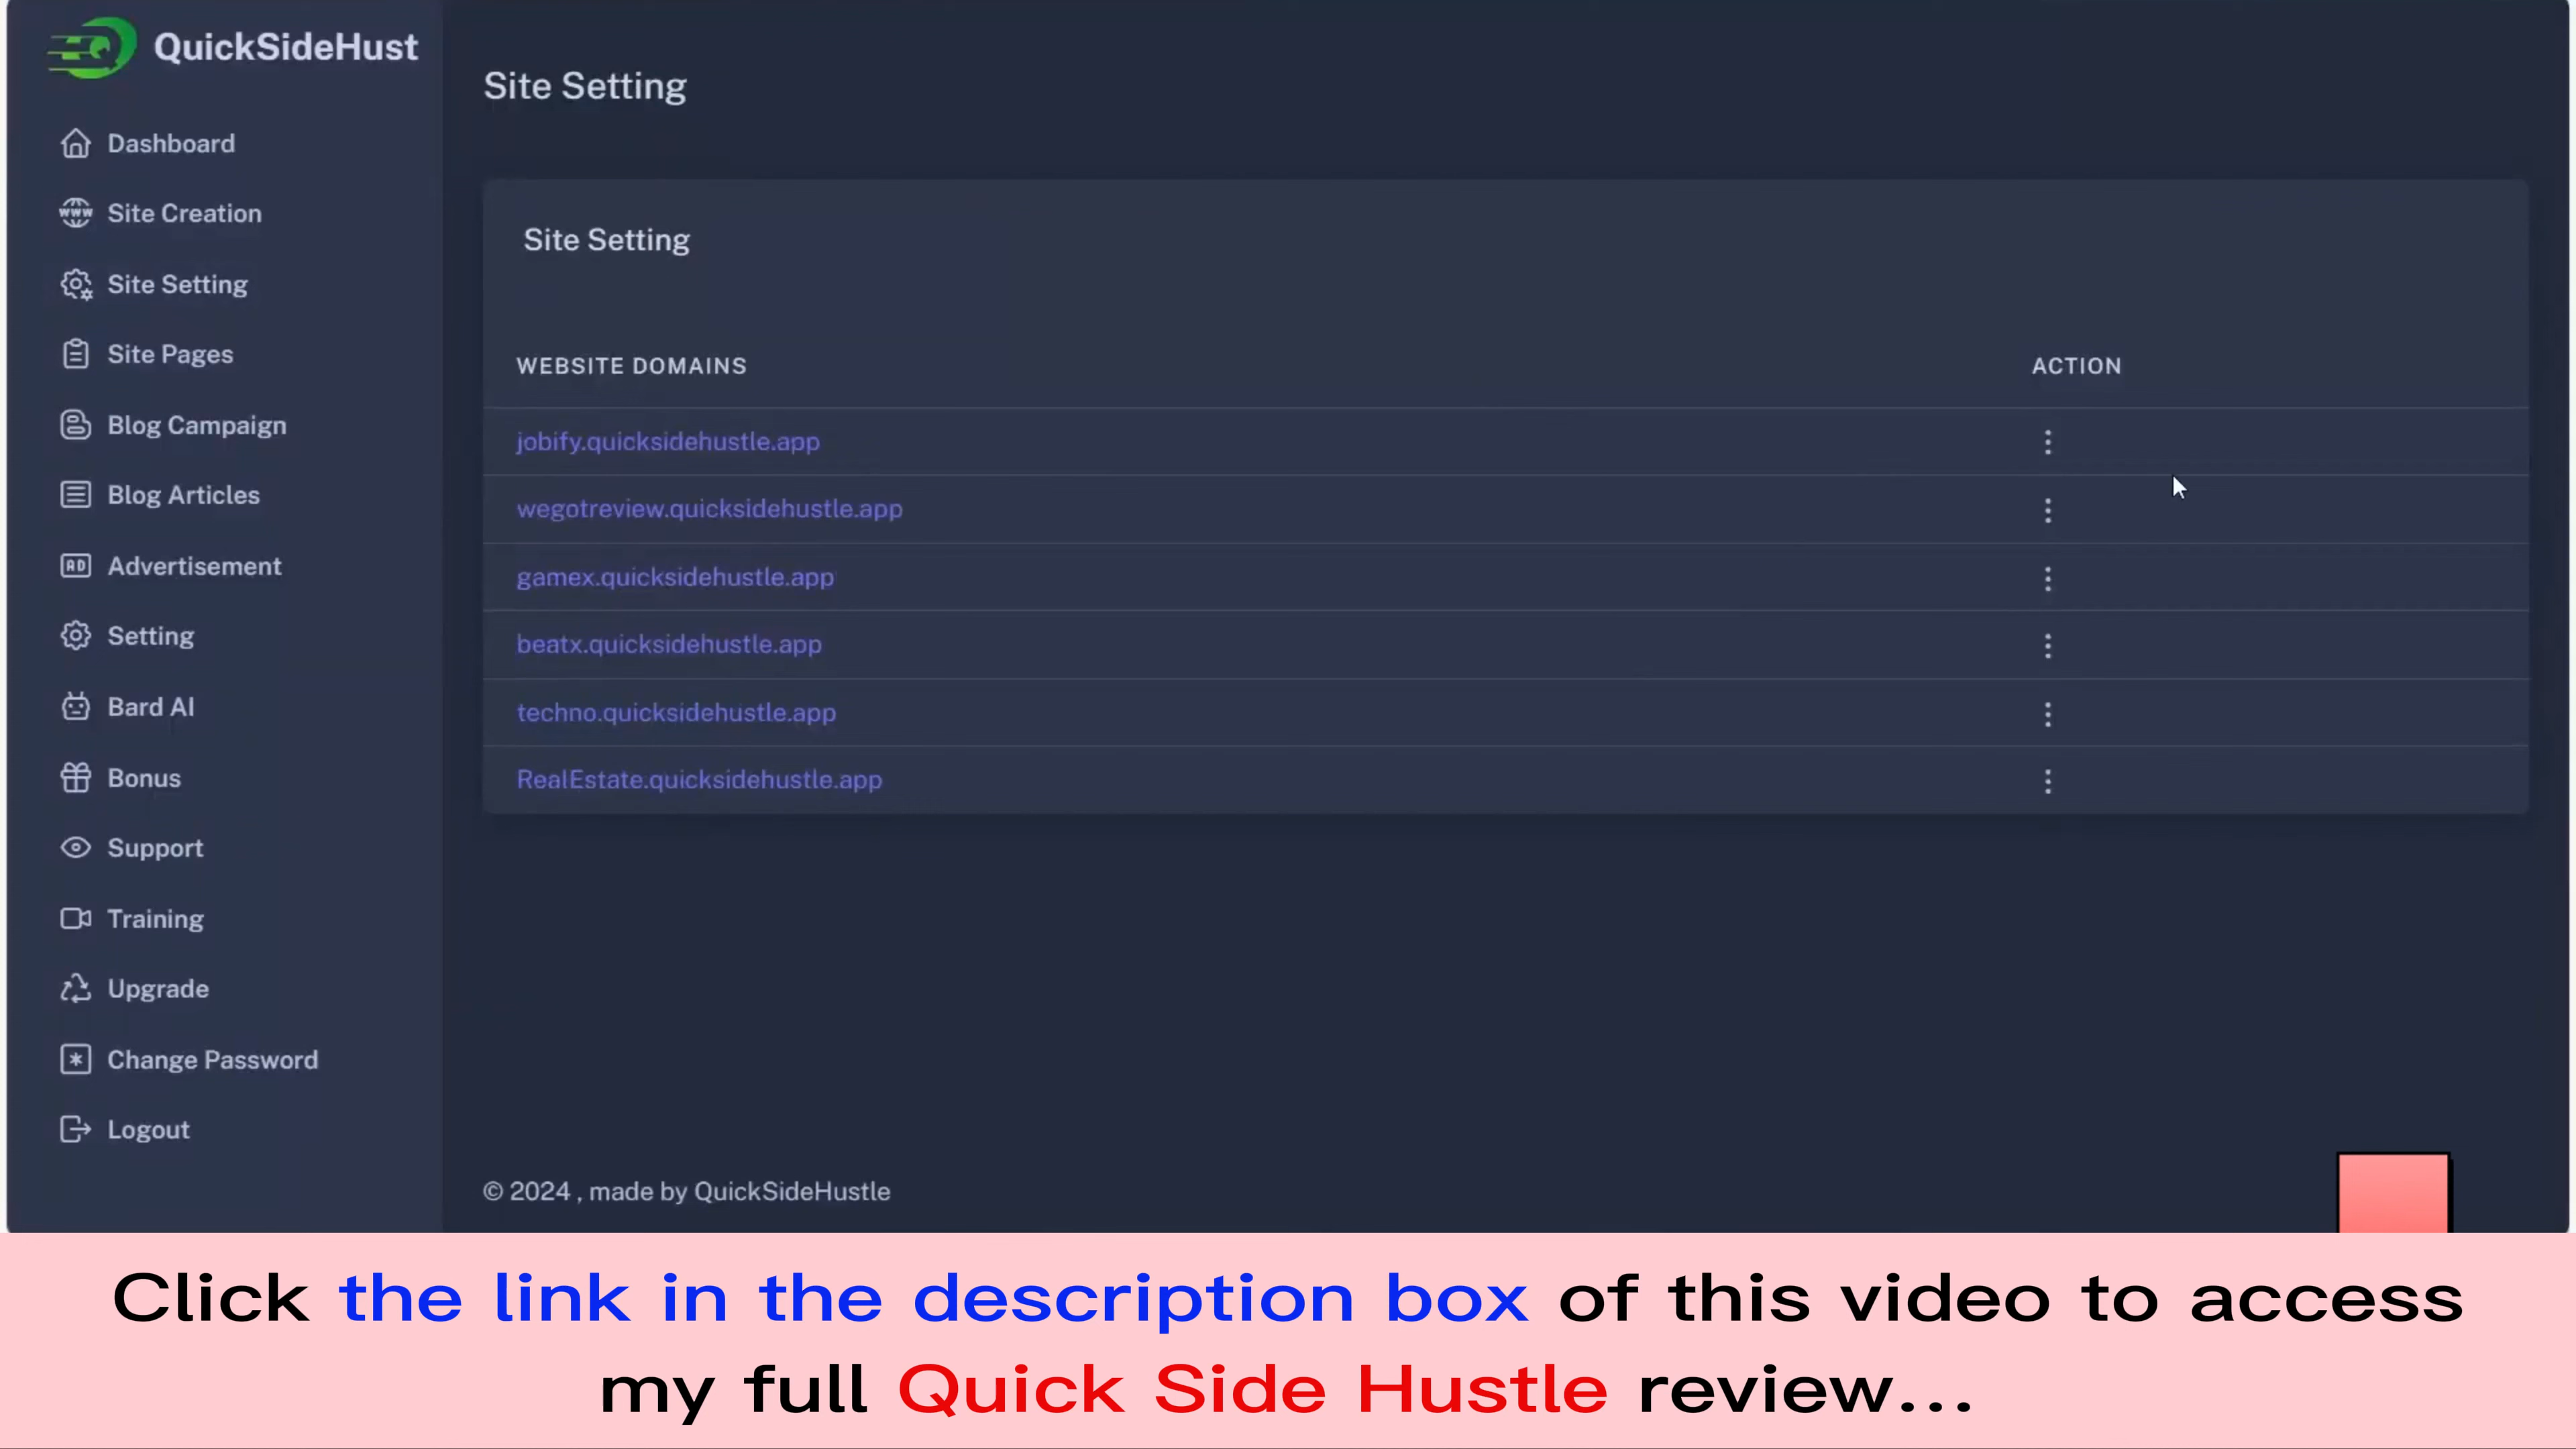 QuickSideHust
Dashboard
Site Creation
Site Setting
Site Pages
Blog Campaign
Blog Articles
Advertisement
Setting
Bard AI
Bonus
Support
Training
Upgrade
Change Password
Logout
Site Setting
Site Setting
WEBSITE DOMAINS ACTION
jobify.quicksidehustle.app
wegotreview.quicksidehustle.app
gamex.quicksidehustle.app
beatx.quicksidehustle.app
techno.quicksidehustle.app
RealEstate.quicksidehustle.app
© 2024 , made by QuickSideHustle
Click the link in the description box of this video to access
my full Quick Side Hustle review...